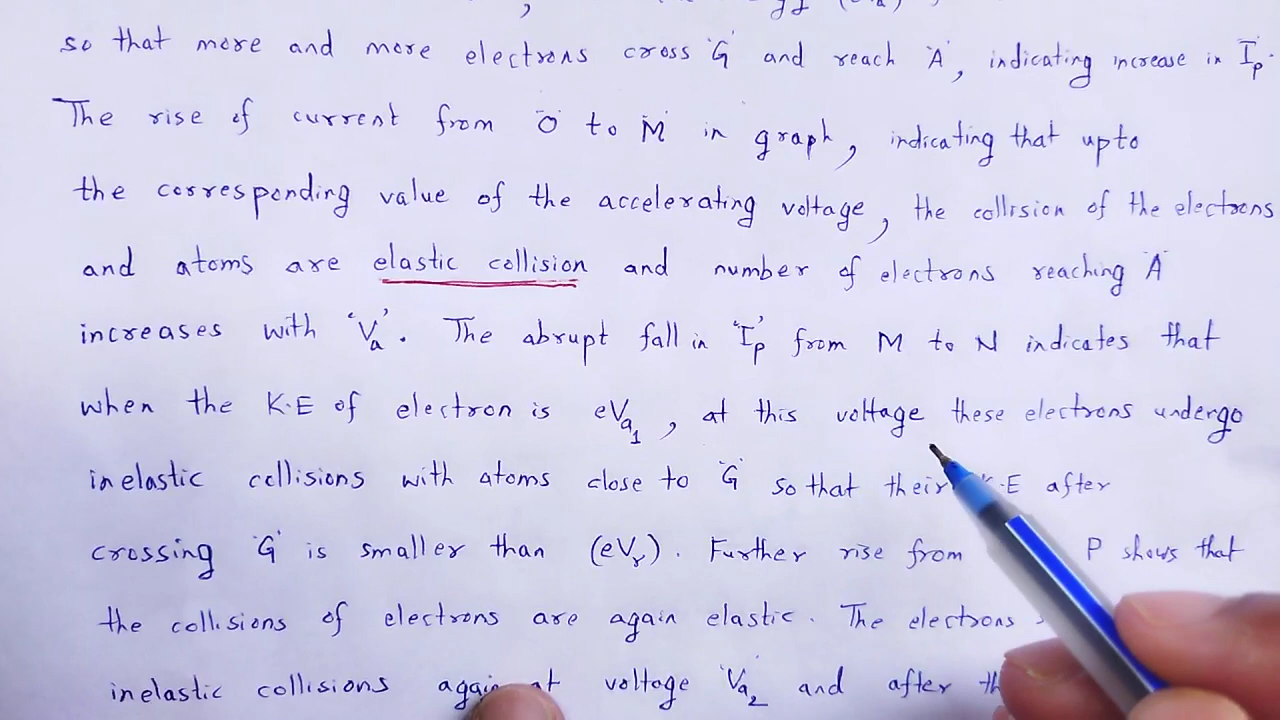 so that more and more electrons cross 'G' and reach 'A', indicating increase in Ip.
The rise of current from 'O' to 'M' in graph, indicating that upto
the corresponding value of the accelerating voltage, the collision of the electrons
and atoms are elastic collision and number of electrons reaching 'A'
increases with 'Va'. The abrupt fall in 'Ip' from M to N indicates that
when the K.E of electron is eVa1, at this voltage these electrons undergo
inelastic collisions with atoms close to 'G' so that their K.E after
crossing 'G' is smaller than (eVr). Further rise from P shows that
the collisions of electrons are again elastic. The electrons
inelastic collisions again at voltage 'Va2' and after